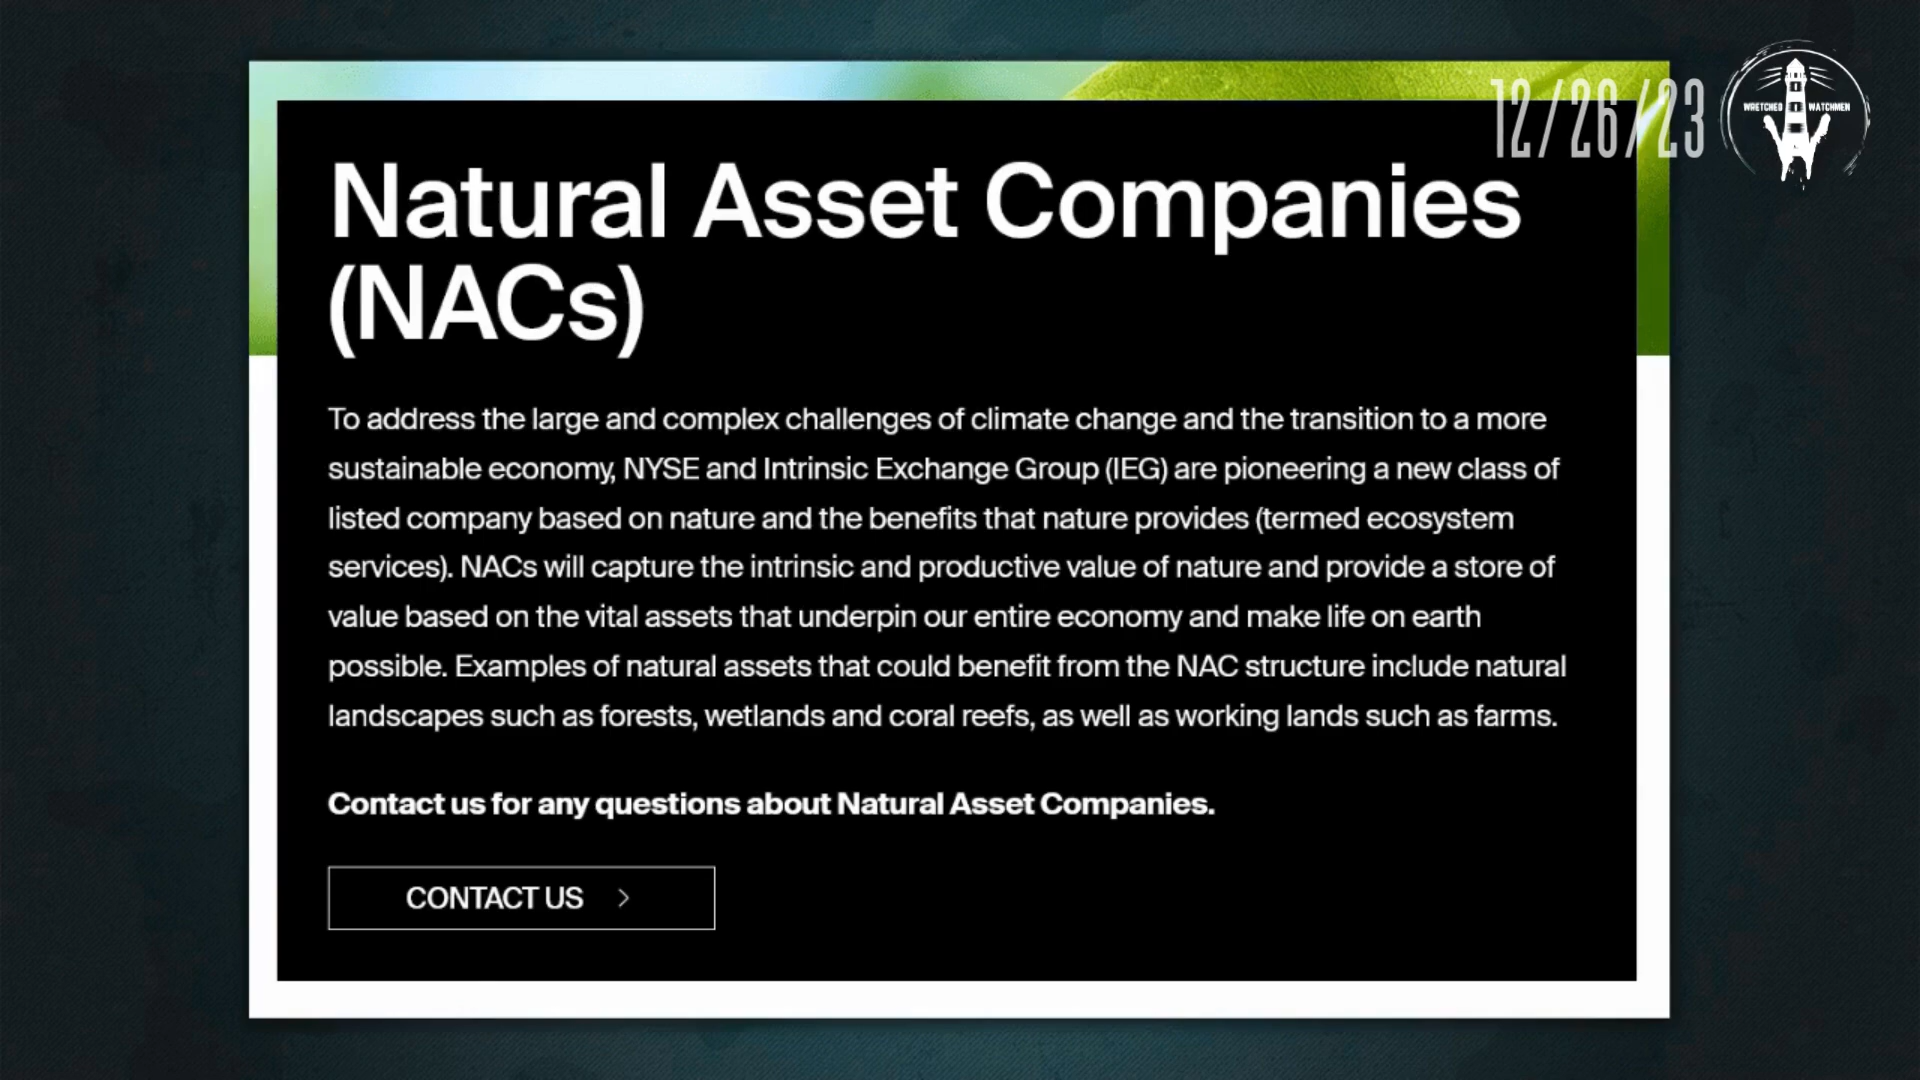 12/26/23
WRETCHED WATCHMEN
Natural Asset Companies
(NACs)
To address the large and complex challenges of climate change and the transition to a more
sustainable economy, NYSE and Intrinsic Exchange Group (IEG) are pioneering a new class of
listed company based on nature and the benefits that nature provides (termed ecosystem
services). NACs will capture the intrinsic and productive value of nature and provide a store of
value based on the vital assets that underpin our entire economy and make life on earth
possible. Examples of natural assets that could benefit from the NAC structure include natural
landscapes such as forests, wetlands and coral reefs, as well as working lands such as farms.
Contact us for any questions about Natural Asset Companies.
CONTACT US